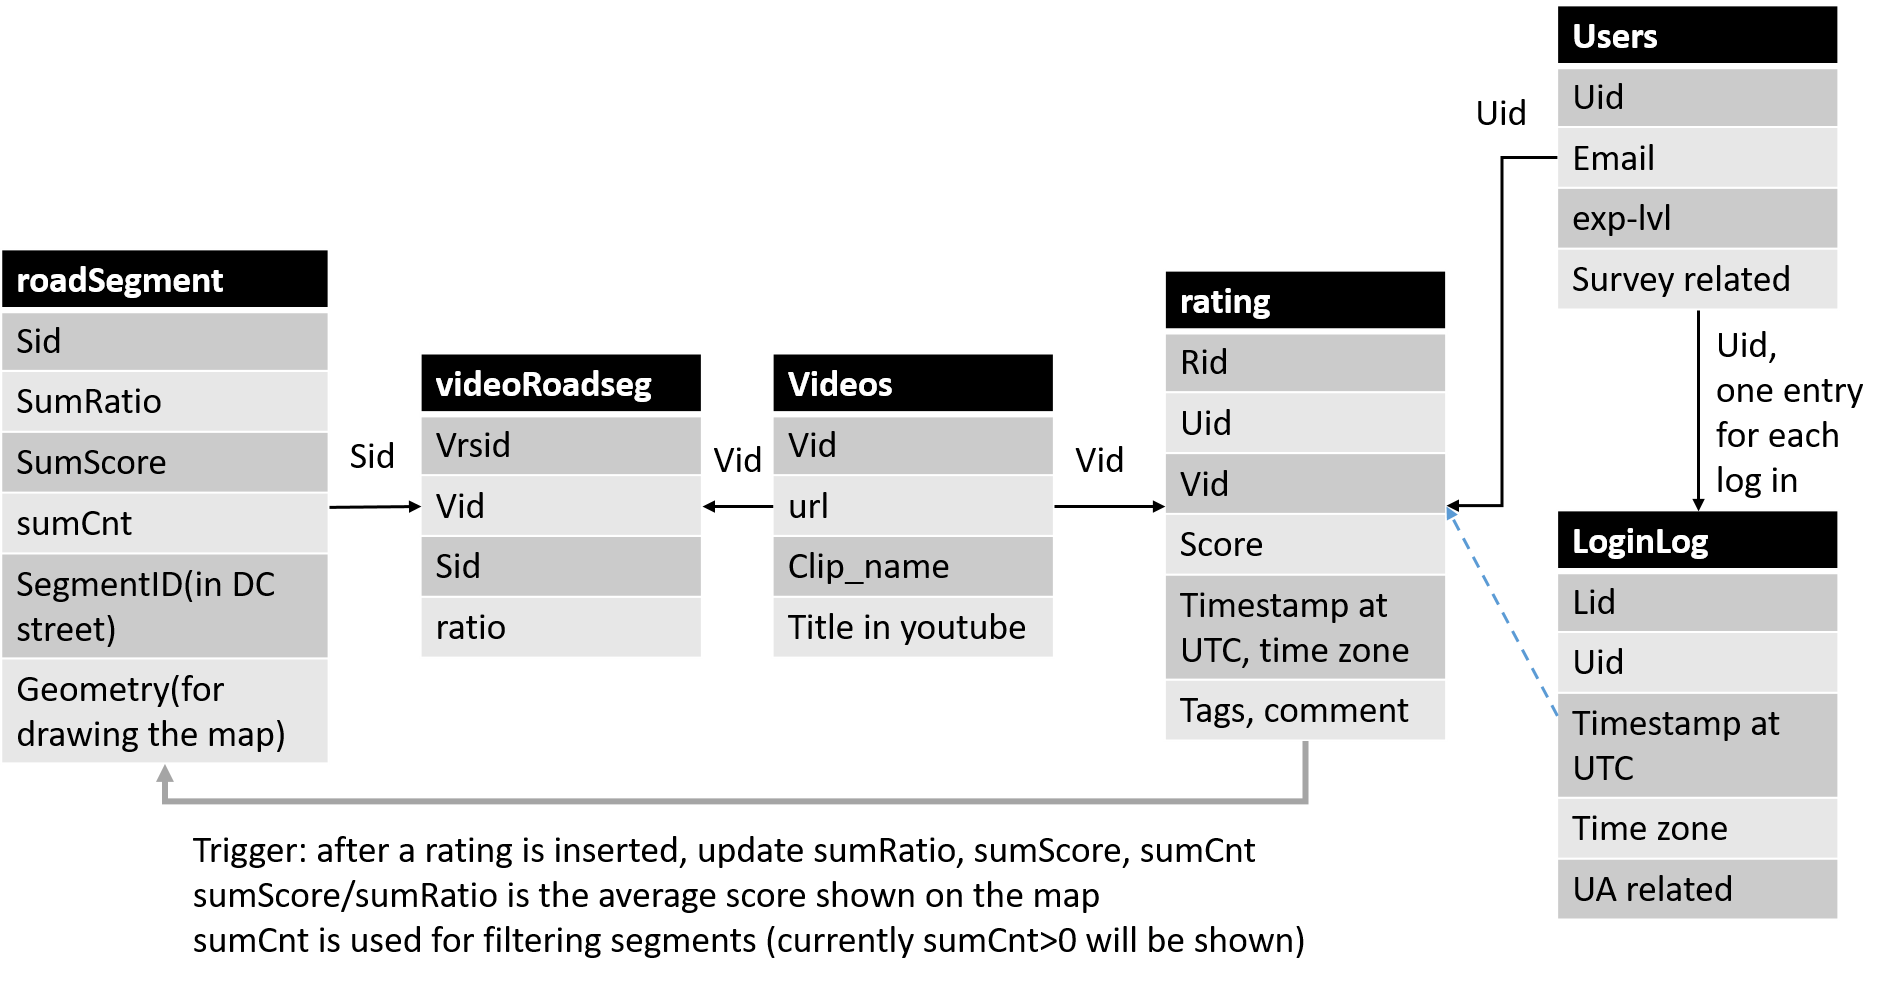 roadSegment
Sid
SumRatio
SumScore
sumCnt
SegmentID(in DC
street)
Geometry(for
drawing the map)
Sid
videoRoadseg
Vrsid
Vid
Sid
ratio
Vid
Videos
Vid
url
Clip_name
Title in youtube
Vid
rating
Rid
Uid
Vid
Score
Timestamp at
UTC, time zone
Tags, comment
Uid
Users
Uid
Email
exp-lvl
Survey related
Uid,
one entry
for each
log in
LoginLog
Lid
Uid
Timestamp at
UTC
Time zone
UA related
Trigger: after a rating is inserted, update sumRatio, sumScore, sumCnt
sumScore/sumRatio is the average score shown on the map
sumCnt is used for filtering segments (currently sumCnt>0 will be shown)